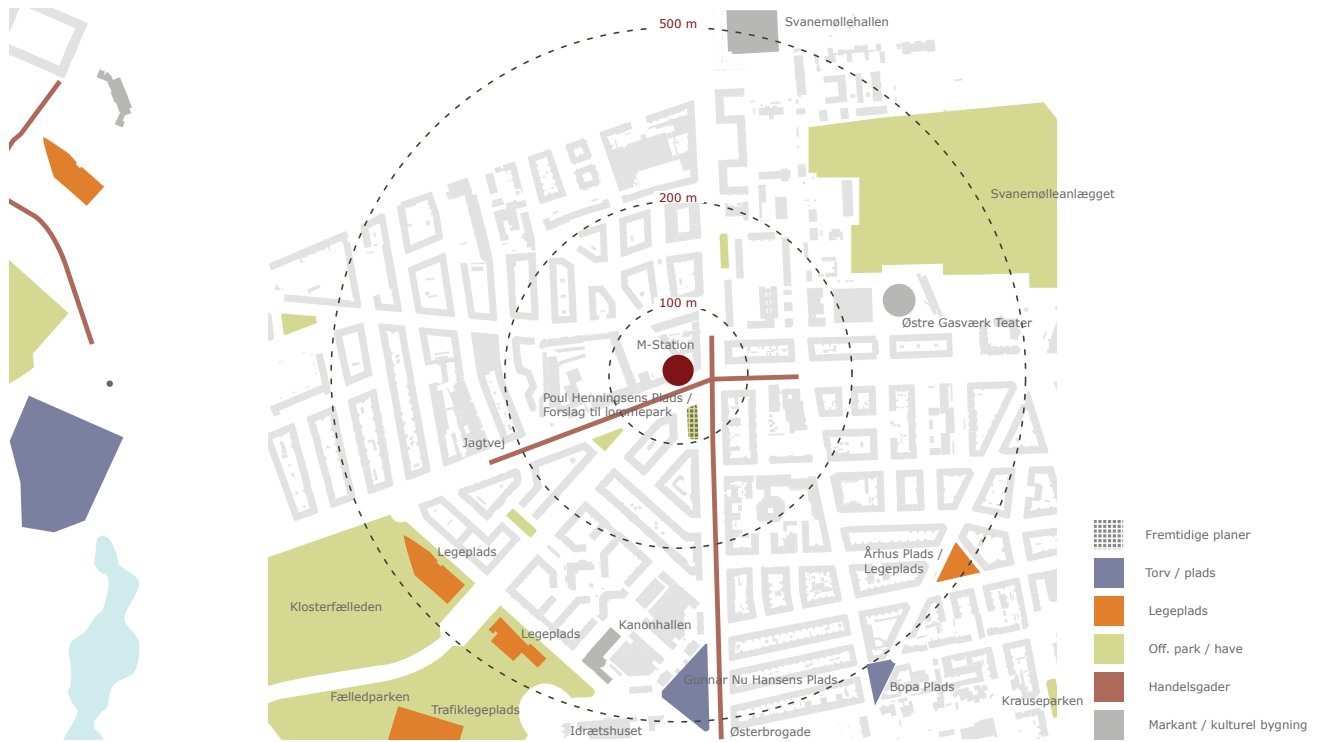 500 m
Svanemøllehallen
200 m
Svanemølleanlægget
100 m
Østre Gasværk Teater
M-Station
Poul Henningsens Plads /
Forslag til lommepark
Jagtvej
Legeplads
Århus Plads /
Legeplads
Klosterfælleden
Legeplads
Kanonhallen
Gunnar Nu Hansens Plads
Bopa Plads
Krauseparken
Fælledparken
Trafiklegeplads
Idrætshuset
Østerbrogade
Fremtidige planer
Torv / plads
Legeplads
Off. park / have
Handelsgader
Markant / kulturel bygning